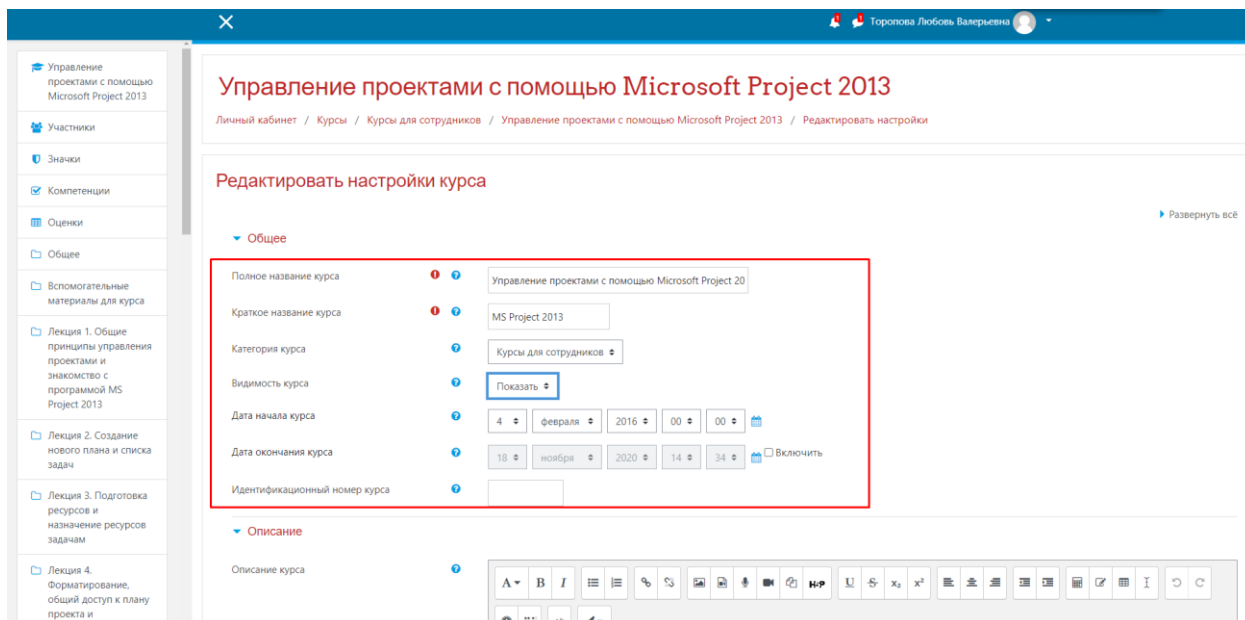 Торопова Любовь Валерьевна
Управление
проектами с помощью
Microsoft Project 2013
Участники
Значки
Компетенции
Оценки
Общее
Вспомогательные
материалы для курса
Лекция 1. Общие
принципы управления
проектами и
знакомство с
программой MS
Project 2013
Лекция 2. Создание
нового плана и списка
задач
Лекция 3. Подготовка
ресурсов и
назначение ресурсов
задачам
Лекция 4.
Форматирование,
общий доступ к плану
проекта и
Управление проектами с помощью Microsoft Project 2013
Личный кабинет / Курсы / Курсы для сотрудников / Управление проектами с помощью Microsoft Project 2013 / Редактировать настройки
Редактировать настройки курса
Развернуть всё
Общее
Полное название курса Управление проектами с помощью Microsoft Project 20
Краткое название курса MS Project 2013
Категория курса Курсы для сотрудников
Видимость курса Показать
Дата начала курса 4 февраля 2016 00 00
Дата окончания курса 18 ноября 2020 14 34 Включить
Идентификационный номер курса
Описание
Описание курса
A B I H-P U S x₂ x²